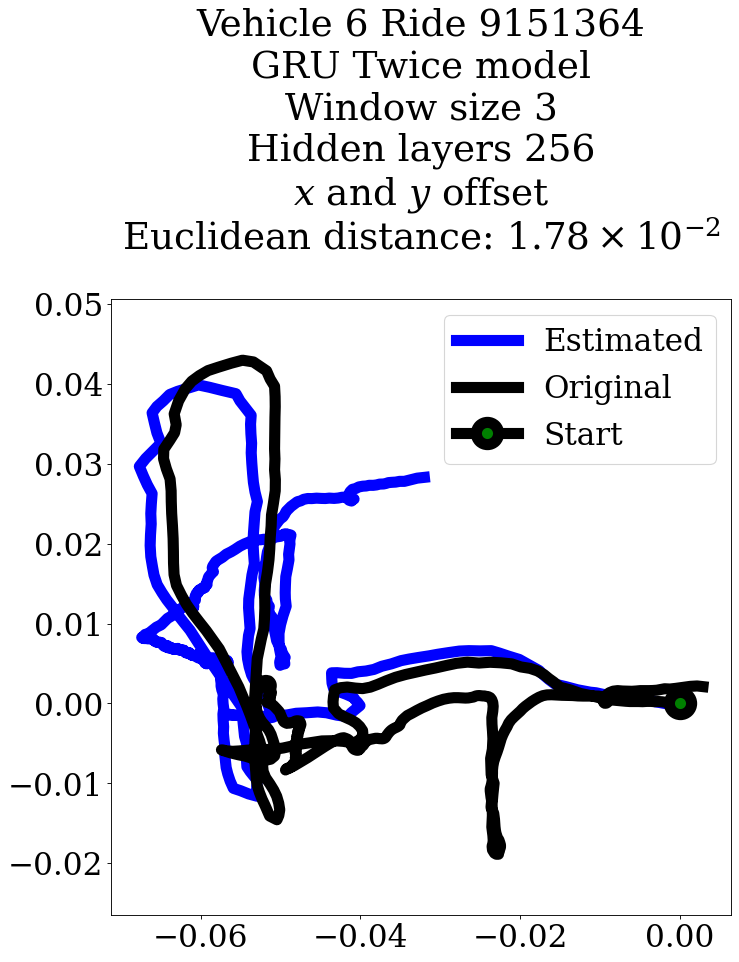 Vehicle 6 Ride 9151364
GRU Twice model
Window size 3
Hidden layers 256
x and y offset
Euclidean distance: 1.78 × 10⁻²
Estimated
Original
Start
0.05
0.04
0.03
0.02
0.01
0.00
−0.01
−0.02
−0.06 −0.04 −0.02 0.00